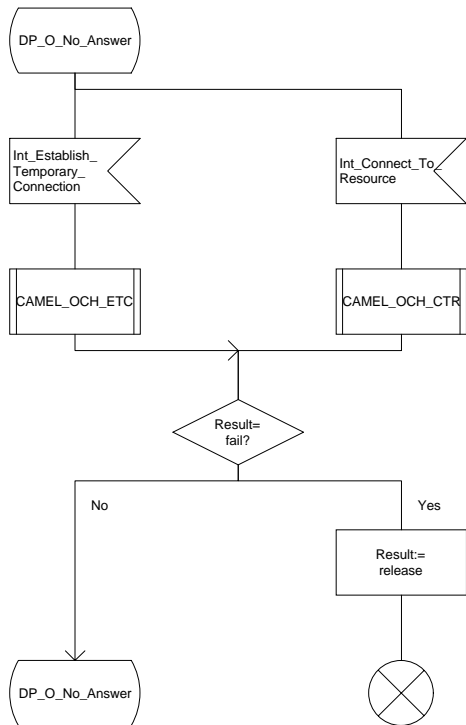 DP_O_No_Answer
Int_Establish_
Temporary_
Connection
Int_Connect_To_
Resource
CAMEL_OCH_ETC
CAMEL_OCH_CTR
Result=
fail?
No
Yes
Result:=
release
DP_O_No_Answer